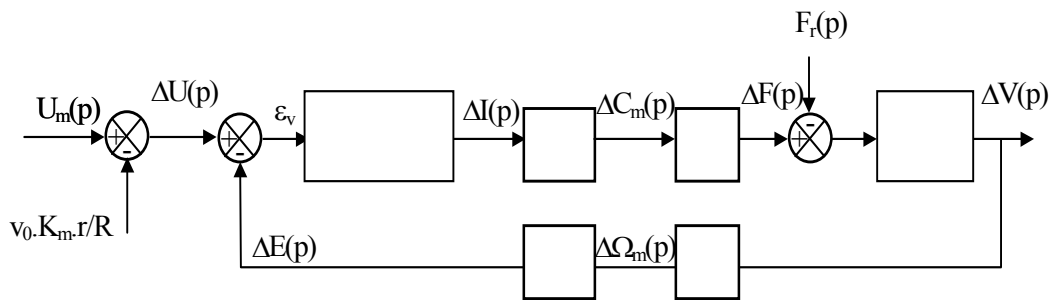 Fr(p)
Um(p)
ΔU(p)
εv
ΔI(p)
ΔCm(p)
ΔF(p)
ΔV(p)
+
-
+
-
+
-
v0.Km.r/R
ΔE(p)
ΔΩm(p)